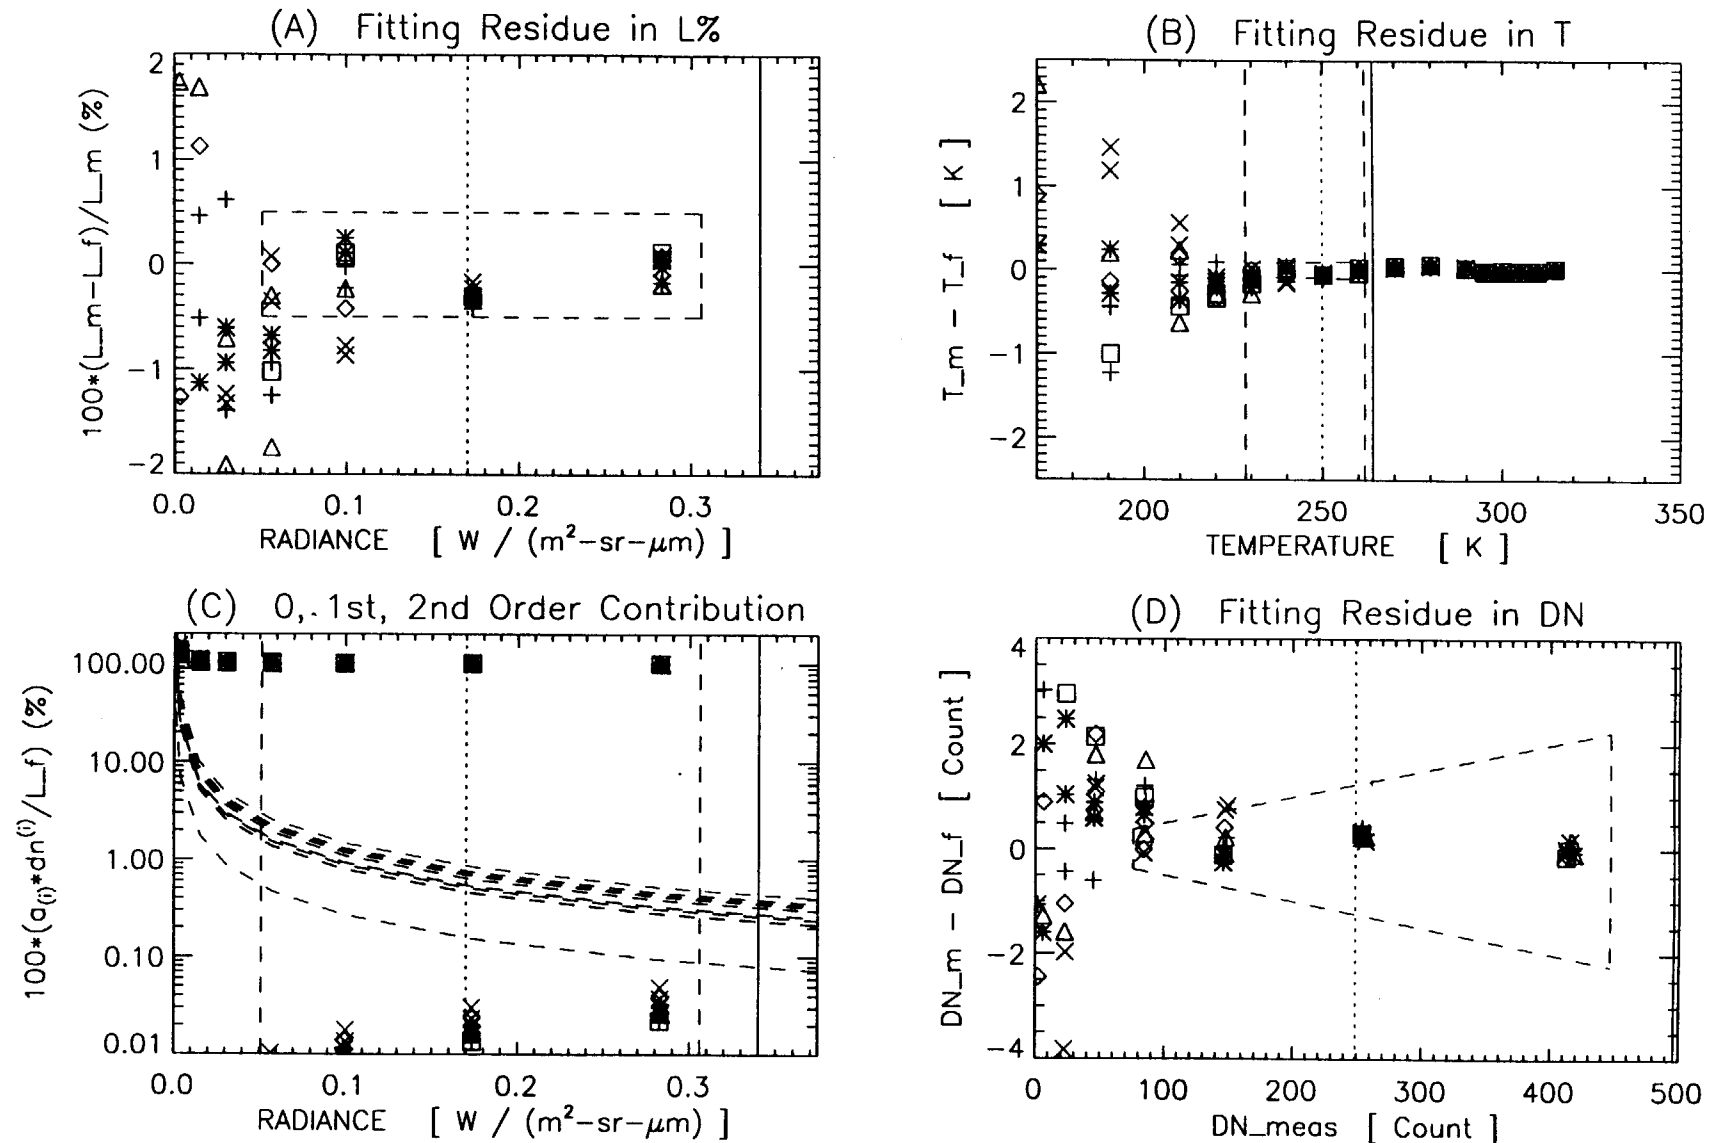 (A) Fitting Residue in L%
100*(L_m−L_f)/L_m (%)
2
1
0
−1
−2
0.0 0.1 0.2 0.3
RADIANCE [ W / (m²−sr−μm) ]
(B) Fitting Residue in T
T_m − T_f [ K ]
2
1
0
−1
−2
200 250 300 350
TEMPERATURE [ K ]
(C) 0, 1st, 2nd Order Contribution
100*(a(i)*dn(i)/L_f) (%)
100.00
10.00
1.00
0.10
0.01
0.0 0.1 0.2 0.3
RADIANCE [ W / (m²−sr−μm) ]
(D) Fitting Residue in DN
DN_m − DN_f [ Count ]
4
2
0
−2
−4
0 100 200 300 400 500
DN_meas [ Count ]